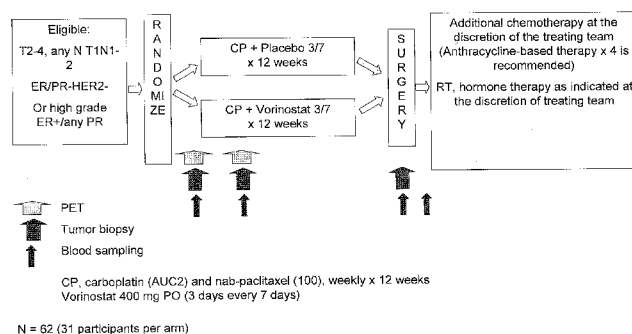 Eligible:
T2-4, any N T1N1-
2
ER/PR-HER2-
Or high grade
ER+/any PR
RANDOMIZE
CP + Placebo 3/7
x 12 weeks
CP + Vorinostat 3/7
x 12 weeks
SURGERY
Additional chemotherapy at the
discretion of the treating team
(Anthracycline-based therapy x 4 is
recommended)
RT, hormone therapy as indicated at
the discretion of treating team
PET
Tumor biopsy
Blood sampling
CP, carboplatin (AUC2) and nab-paclitaxel (100), weekly x 12 weeks
Vorinostat 400 mg PO (3 days every 7 days)
N = 62 (31 participants per arm)